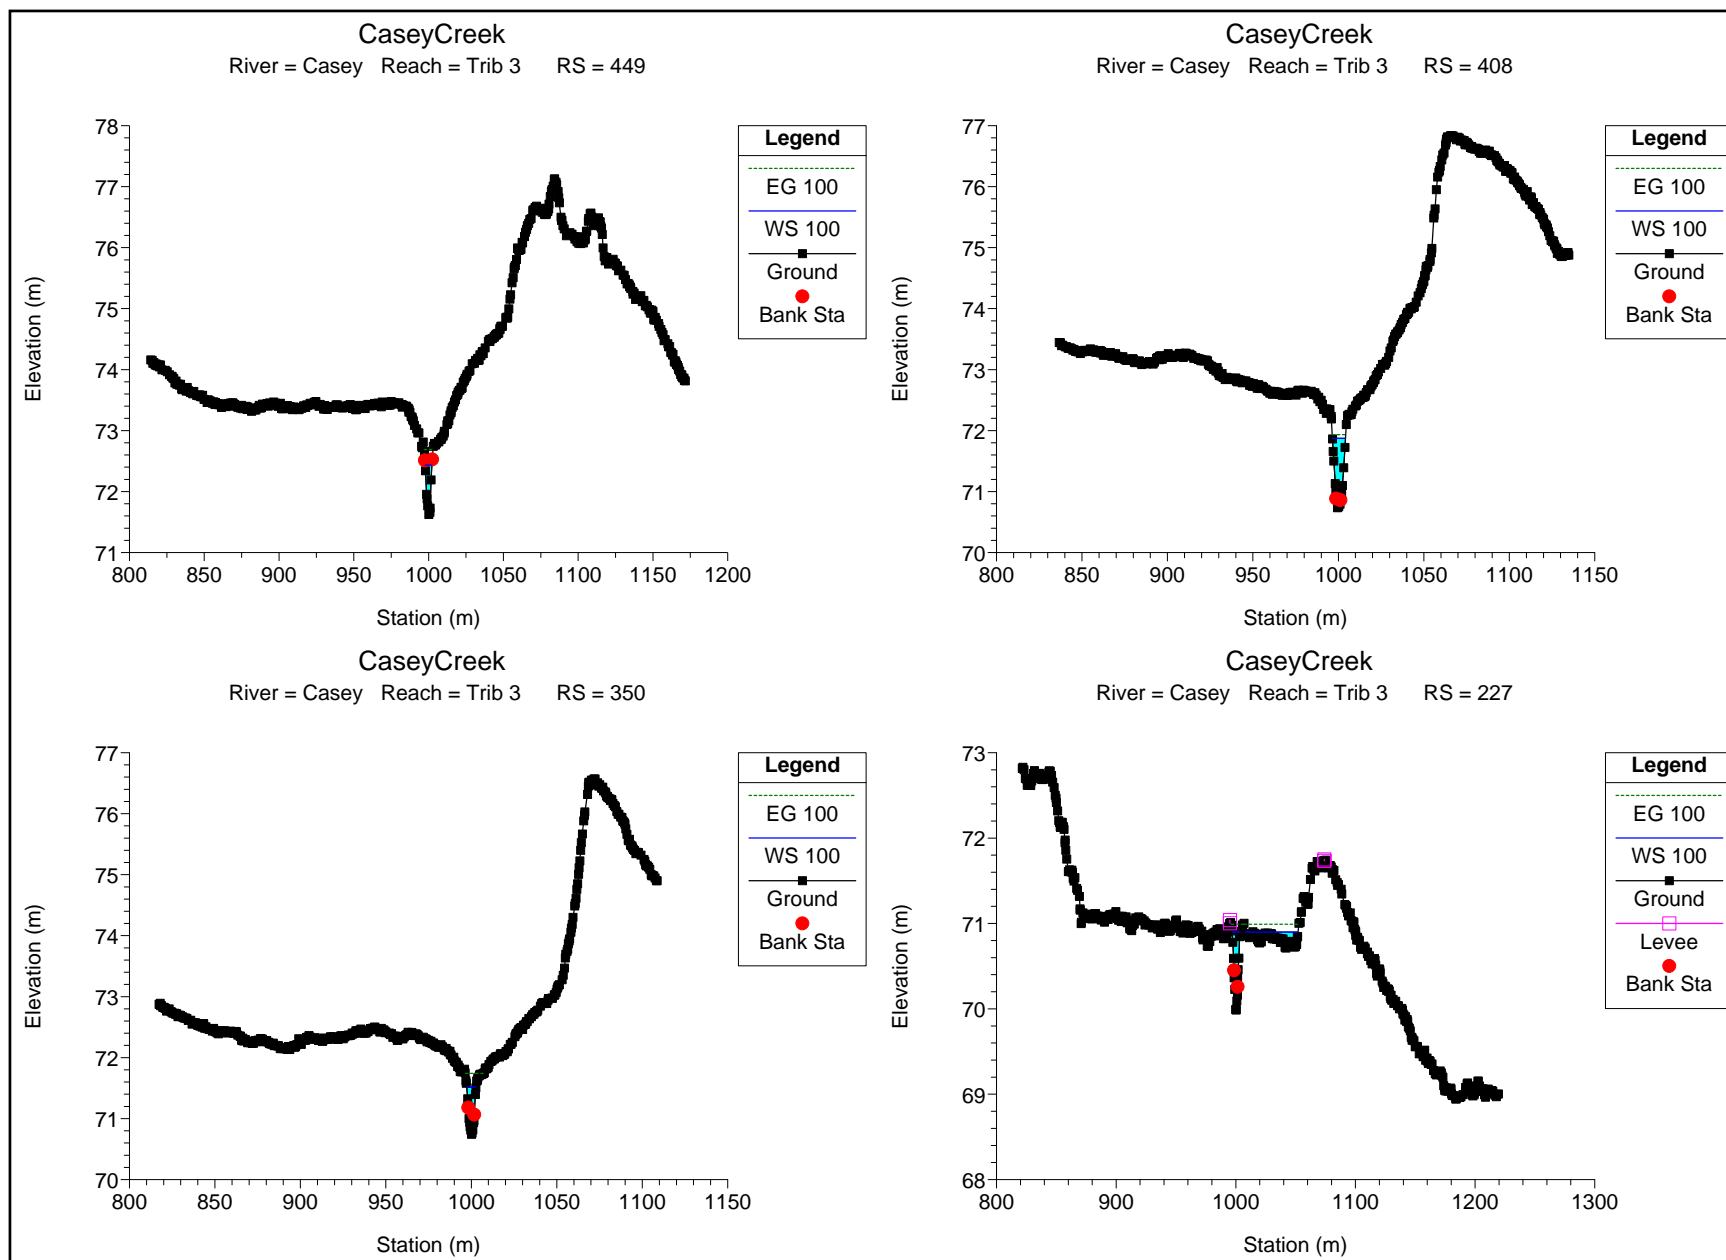 CaseyCreek
River = Casey Reach = Trib 3 RS = 449
78
77
76
75
74
73
72
71
800 850 900 950 1000 1050 1100 1150 1200
Station (m)
Elevation (m)
Legend
EG 100
WS 100
Ground
Bank Sta
CaseyCreek
River = Casey Reach = Trib 3 RS = 408
77
76
75
74
73
72
71
70
800 850 900 950 1000 1050 1100 1150
Station (m)
Elevation (m)
Legend
EG 100
WS 100
Ground
Bank Sta
CaseyCreek
River = Casey Reach = Trib 3 RS = 350
77
76
75
74
73
72
71
70
800 850 900 950 1000 1050 1100 1150
Station (m)
Elevation (m)
Legend
EG 100
WS 100
Ground
Bank Sta
CaseyCreek
River = Casey Reach = Trib 3 RS = 227
73
72
71
70
69
68
800 900 1000 1100 1200 1300
Station (m)
Elevation (m)
Legend
EG 100
WS 100
Ground
Levee
Bank Sta